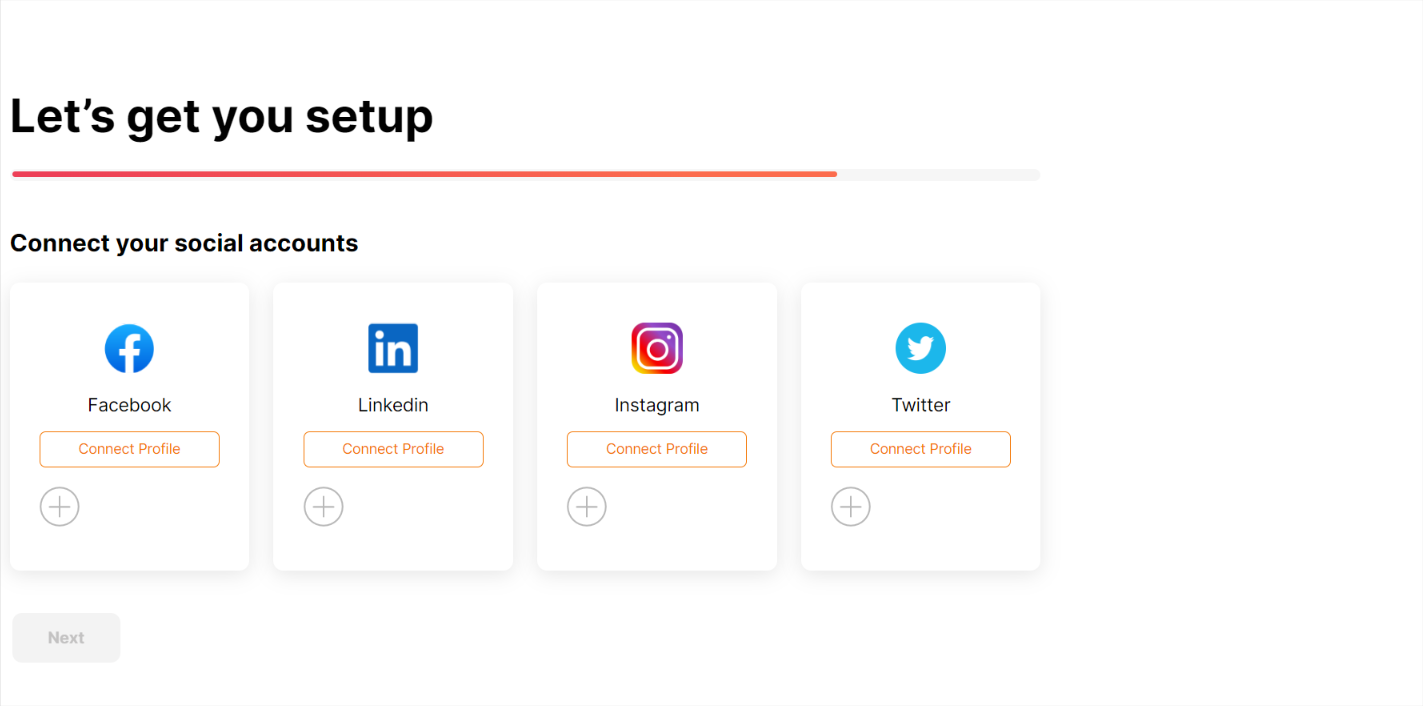 Let’s get you setup
Connect your social accounts
Facebook
Linkedin
Instagram
Twitter
Connect Profile
Connect Profile
Connect Profile
Connect Profile
Next